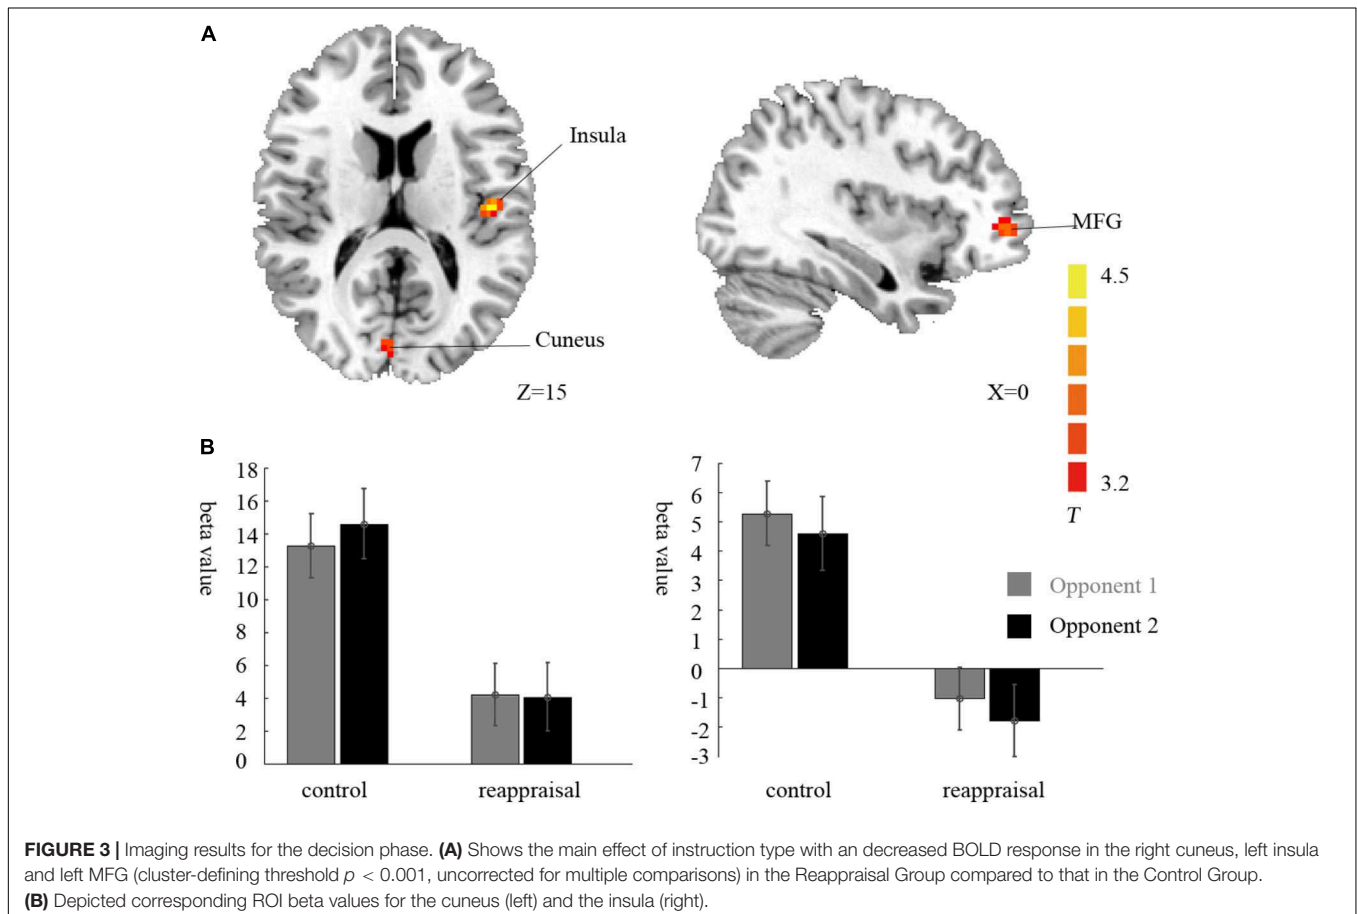 A
Insula
MFG
4.5
Cuneus
Z=15
X=0
3.2
T
B
18
16
14
12
10
8
6
4
2
0
beta value
control
reappraisal
7
6
5
4
3
2
1
0
-1
-2
-3
beta value
control
reappraisal
Opponent 1
Opponent 2
FIGURE 3 | Imaging results for the decision phase. (A) Shows the main effect of instruction type with an decreased BOLD response in the right cuneus, left insula
and left MFG (cluster-defining threshold p < 0.001, uncorrected for multiple comparisons) in the Reappraisal Group compared to that in the Control Group.
(B) Depicted corresponding ROI beta values for the cuneus (left) and the insula (right).